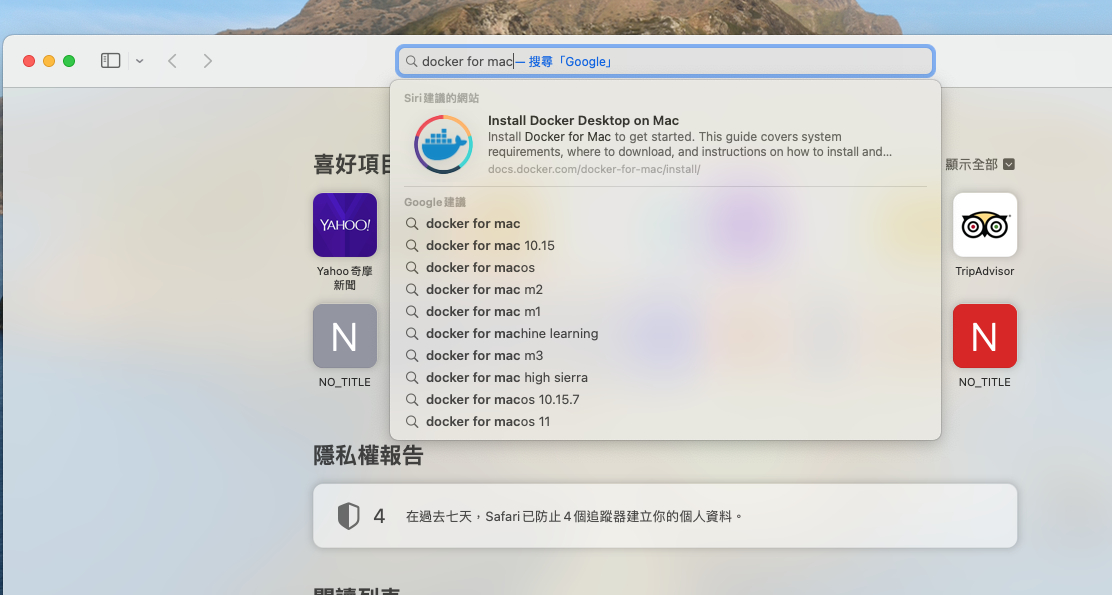 docker for mac — 搜尋「Google」
Siri 建議的網站
Install Docker Desktop on Mac
Install Docker for Mac to get started. This guide covers system
requirements, where to download, and instructions on how to install and...
docs.docker.com/docker-for-mac/install/
Google 建議
docker for mac
docker for mac 10.15
docker for macos
docker for mac m2
docker for mac m1
docker for machine learning
docker for mac m3
docker for mac high sierra
docker for macos 10.15.7
docker for macos 11
喜好項目
顯示全部
YAHOO!
Yahoo 奇摩
新聞
TripAdvisor
N
NO_TITLE
N
NO_TITLE
隱私權報告
4
在過去七天，Safari 已防止 4 個追蹤器建立你的個人資料。
閱讀列表